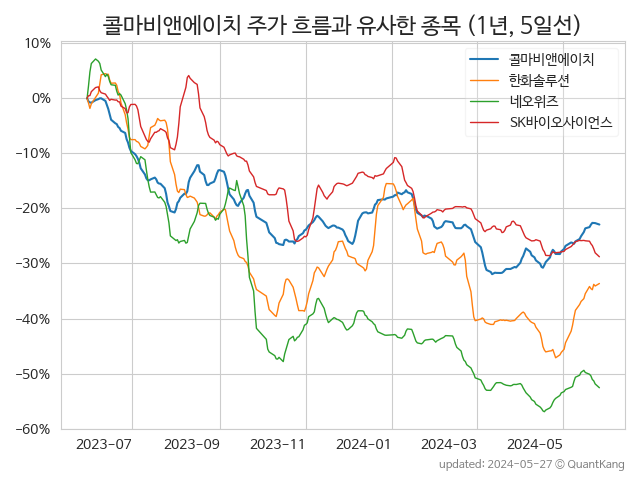 콜마비앤에이치 주가 흐름과 유사한 종목 (1년, 5일선)
10%
0%
−10%
−20%
−30%
−40%
−50%
−60%
콜마비앤에이치
한화솔루션
네오위즈
SK바이오사이언스
2023-07
2023-09
2023-11
2024-01
2024-03
2024-05
updated: 2024-05-27 © QuantKang